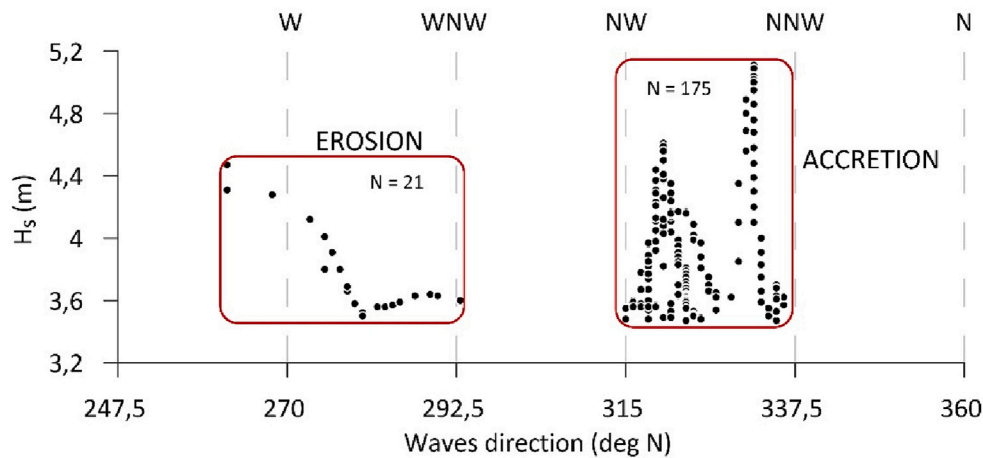 W WNW NW NNW N
5,2
4,8
4,4
4
3,6
3,2
Hs (m)
EROSION
N = 21
N = 175
ACCRETION
247,5 270 292,5 315 337,5 360
Waves direction (deg N)